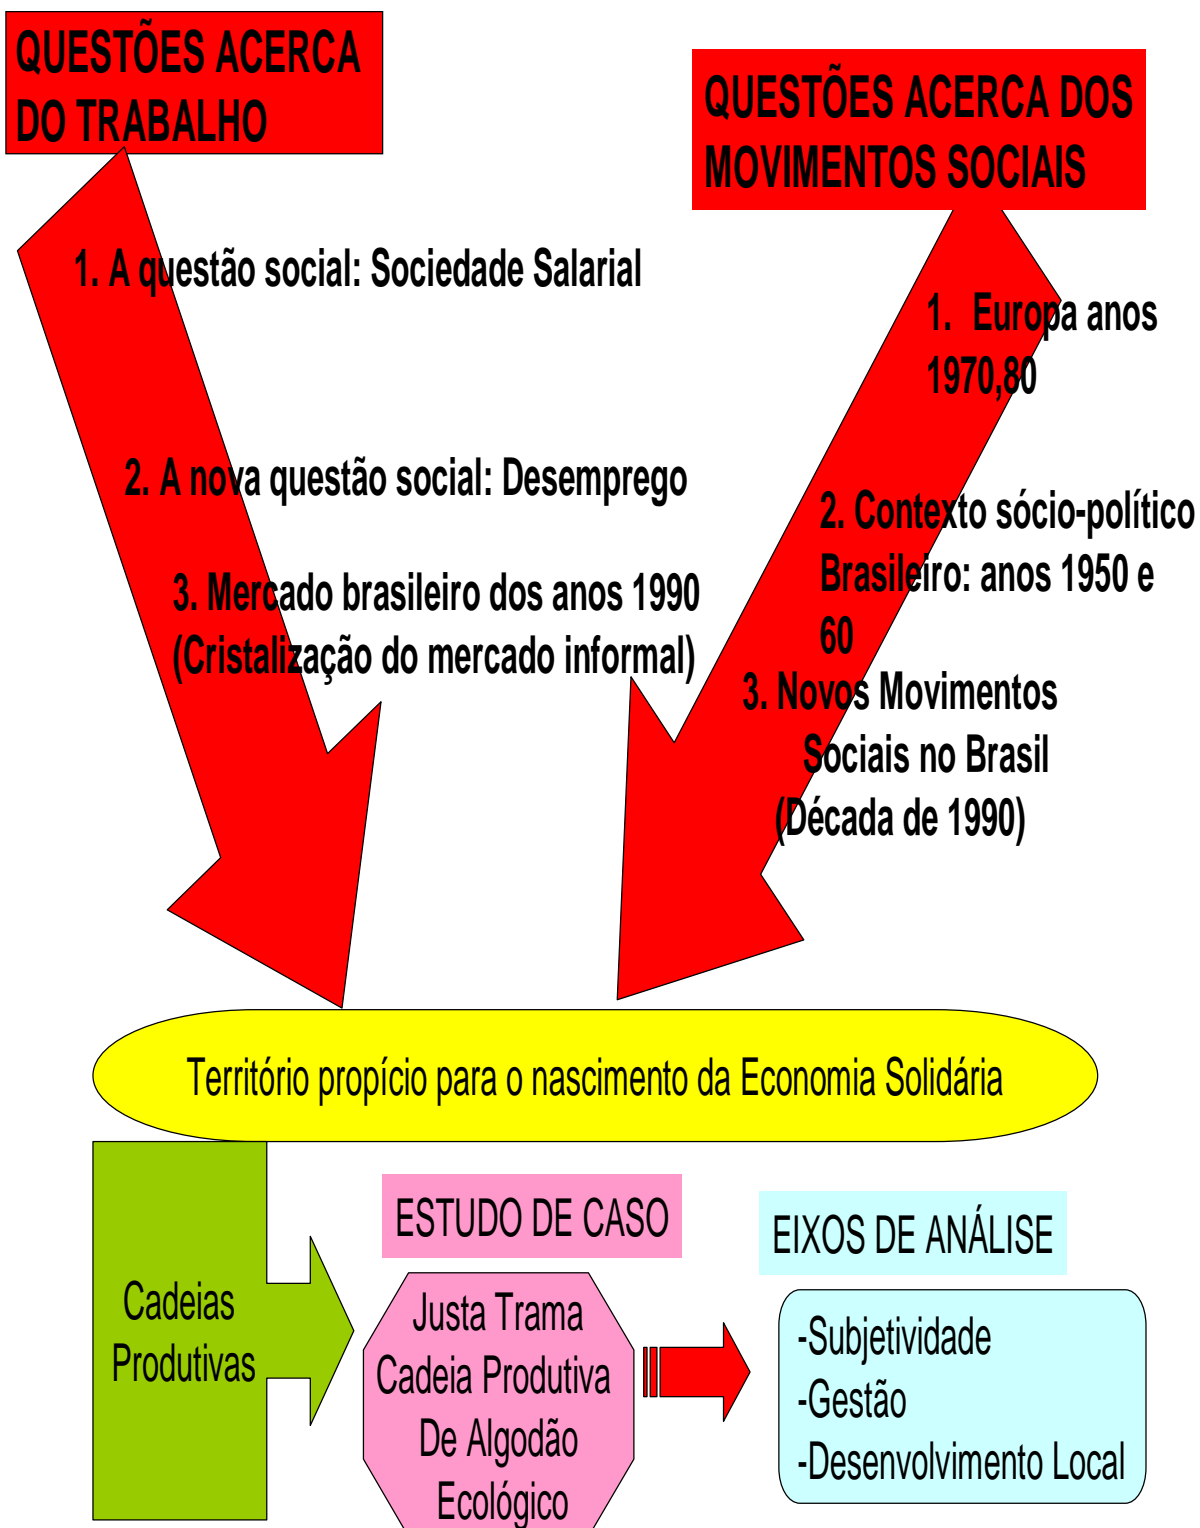 QUESTÕES ACERCA
DO TRABALHO
QUESTÕES ACERCA DOS
MOVIMENTOS SOCIAIS
1. A questão social: Sociedade Salarial
2. A nova questão social: Desemprego
3. Mercado brasileiro dos anos 1990
(Cristalização do mercado informal)
1. Europa anos
1970,80
2. Contexto sócio-político
Brasileiro: anos 1950 e
60
3. Novos Movimentos
Sociais no Brasil
(Década de 1990)
Território propício para o nascimento da Economia Solidária
Cadeias
Produtivas
ESTUDO DE CASO
Justa Trama
Cadeia Produtiva
De Algodão
Ecológico
EIXOS DE ANÁLISE
-Subjetividade
-Gestão
-Desenvolvimento Local